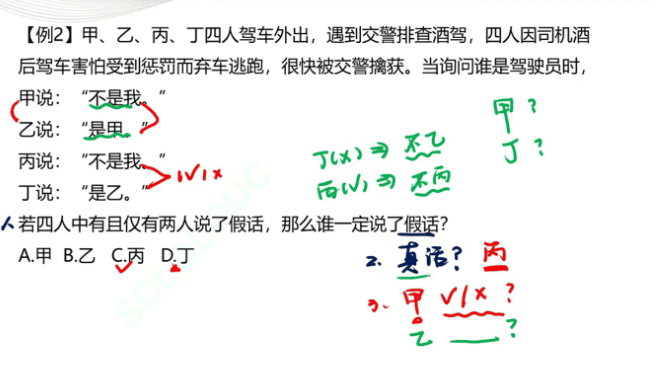 【例2】甲、乙、丙、丁四人驾车外出，遇到交警排查酒驾，四人因司机酒
后驾车害怕受到惩罚而弃车逃跑，很快被交警擒获。当询问谁是驾驶员时，
甲说：“不是我。”
乙说：“是甲。”
丙说：“不是我。”
丁说：“是乙。”
1√1×
丁(×) ⇒ 不乙
丙(√) ⇒ 不丙
甲？
丁？
1.若四人中有且仅有两人说了假话，那么谁一定说了假话？
A.甲 B.乙 C.丙 D.丁
2. 真话？ 丙
3. 甲 √/× ？
乙 ？